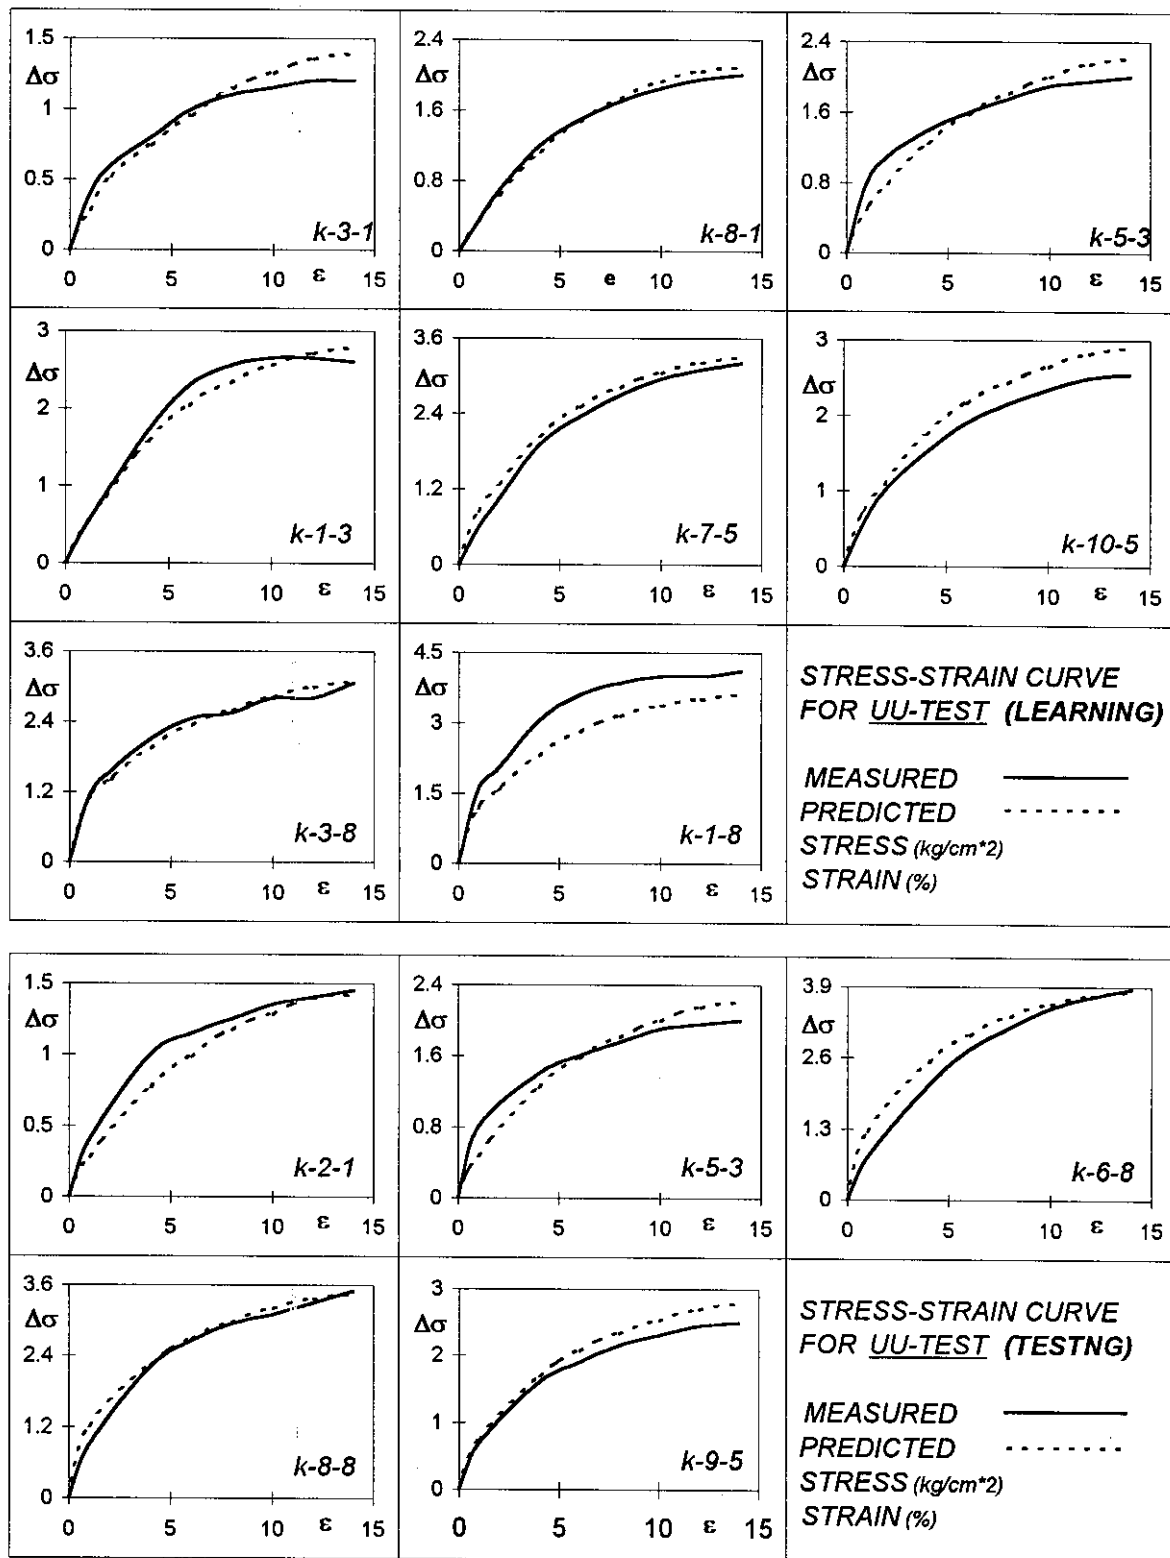 1.5
Δσ
1
0.5
0
k-3-1
0 5 10 ε 15
2.4
Δσ
1.6
0.8
0
k-8-1
0 5 e 10 15
2.4
Δσ
1.6
0.8
0
k-5-3
0 5 10 ε 15
3
Δσ
2
1
0
k-1-3
0 5 10 ε 15
3.6
Δσ
2.4
1.2
0
k-7-5
0 5 10 ε 15
3
Δσ
2
1
0
k-10-5
0 5 10 ε 15
3.6
Δσ
2.4
1.2
0
k-3-8
0 5 10 ε 15
4.5
Δσ
3
1.5
0
k-1-8
0 5 10 ε 15
STRESS-STRAIN CURVE
FOR UU-TEST (LEARNING)
MEASURED
PREDICTED
STRESS (kg/cm*2)
STRAIN (%)
1.5
Δσ
1
0.5
0
k-2-1
0 5 10 ε 15
2.4
Δσ
1.6
0.8
0
k-5-3
0 5 10 ε 15
3.9
Δσ
2.6
1.3
0
k-6-8
0 5 10 ε 15
3.6
Δσ
2.4
1.2
0
k-8-8
0 5 10 ε 15
3
Δσ
2
1
0
k-9-5
0 5 10 ε 15
STRESS-STRAIN CURVE
FOR UU-TEST (TESTNG)
MEASURED
PREDICTED
STRESS (kg/cm*2)
STRAIN (%)